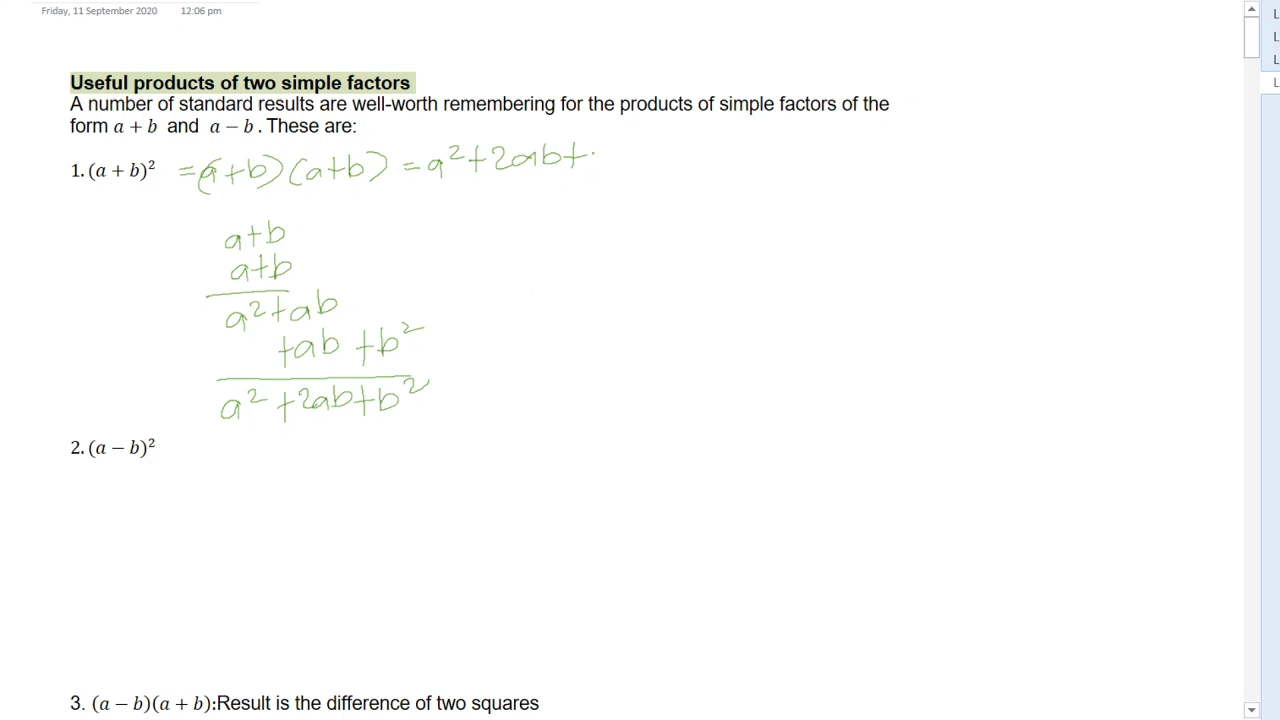 Friday, 11 September 2020 12:06 pm
Useful products of two simple factors
A number of standard results are well-worth remembering for the products of simple factors of the
form a + b and a − b . These are:
1. (a + b)² = (a+b)(a+b) = a²+2ab+
a+b
a+b
a²+ab
+ab +b²
a²+2ab+b²
2. (a − b)²
3. (a − b)(a + b):Result is the difference of two squares